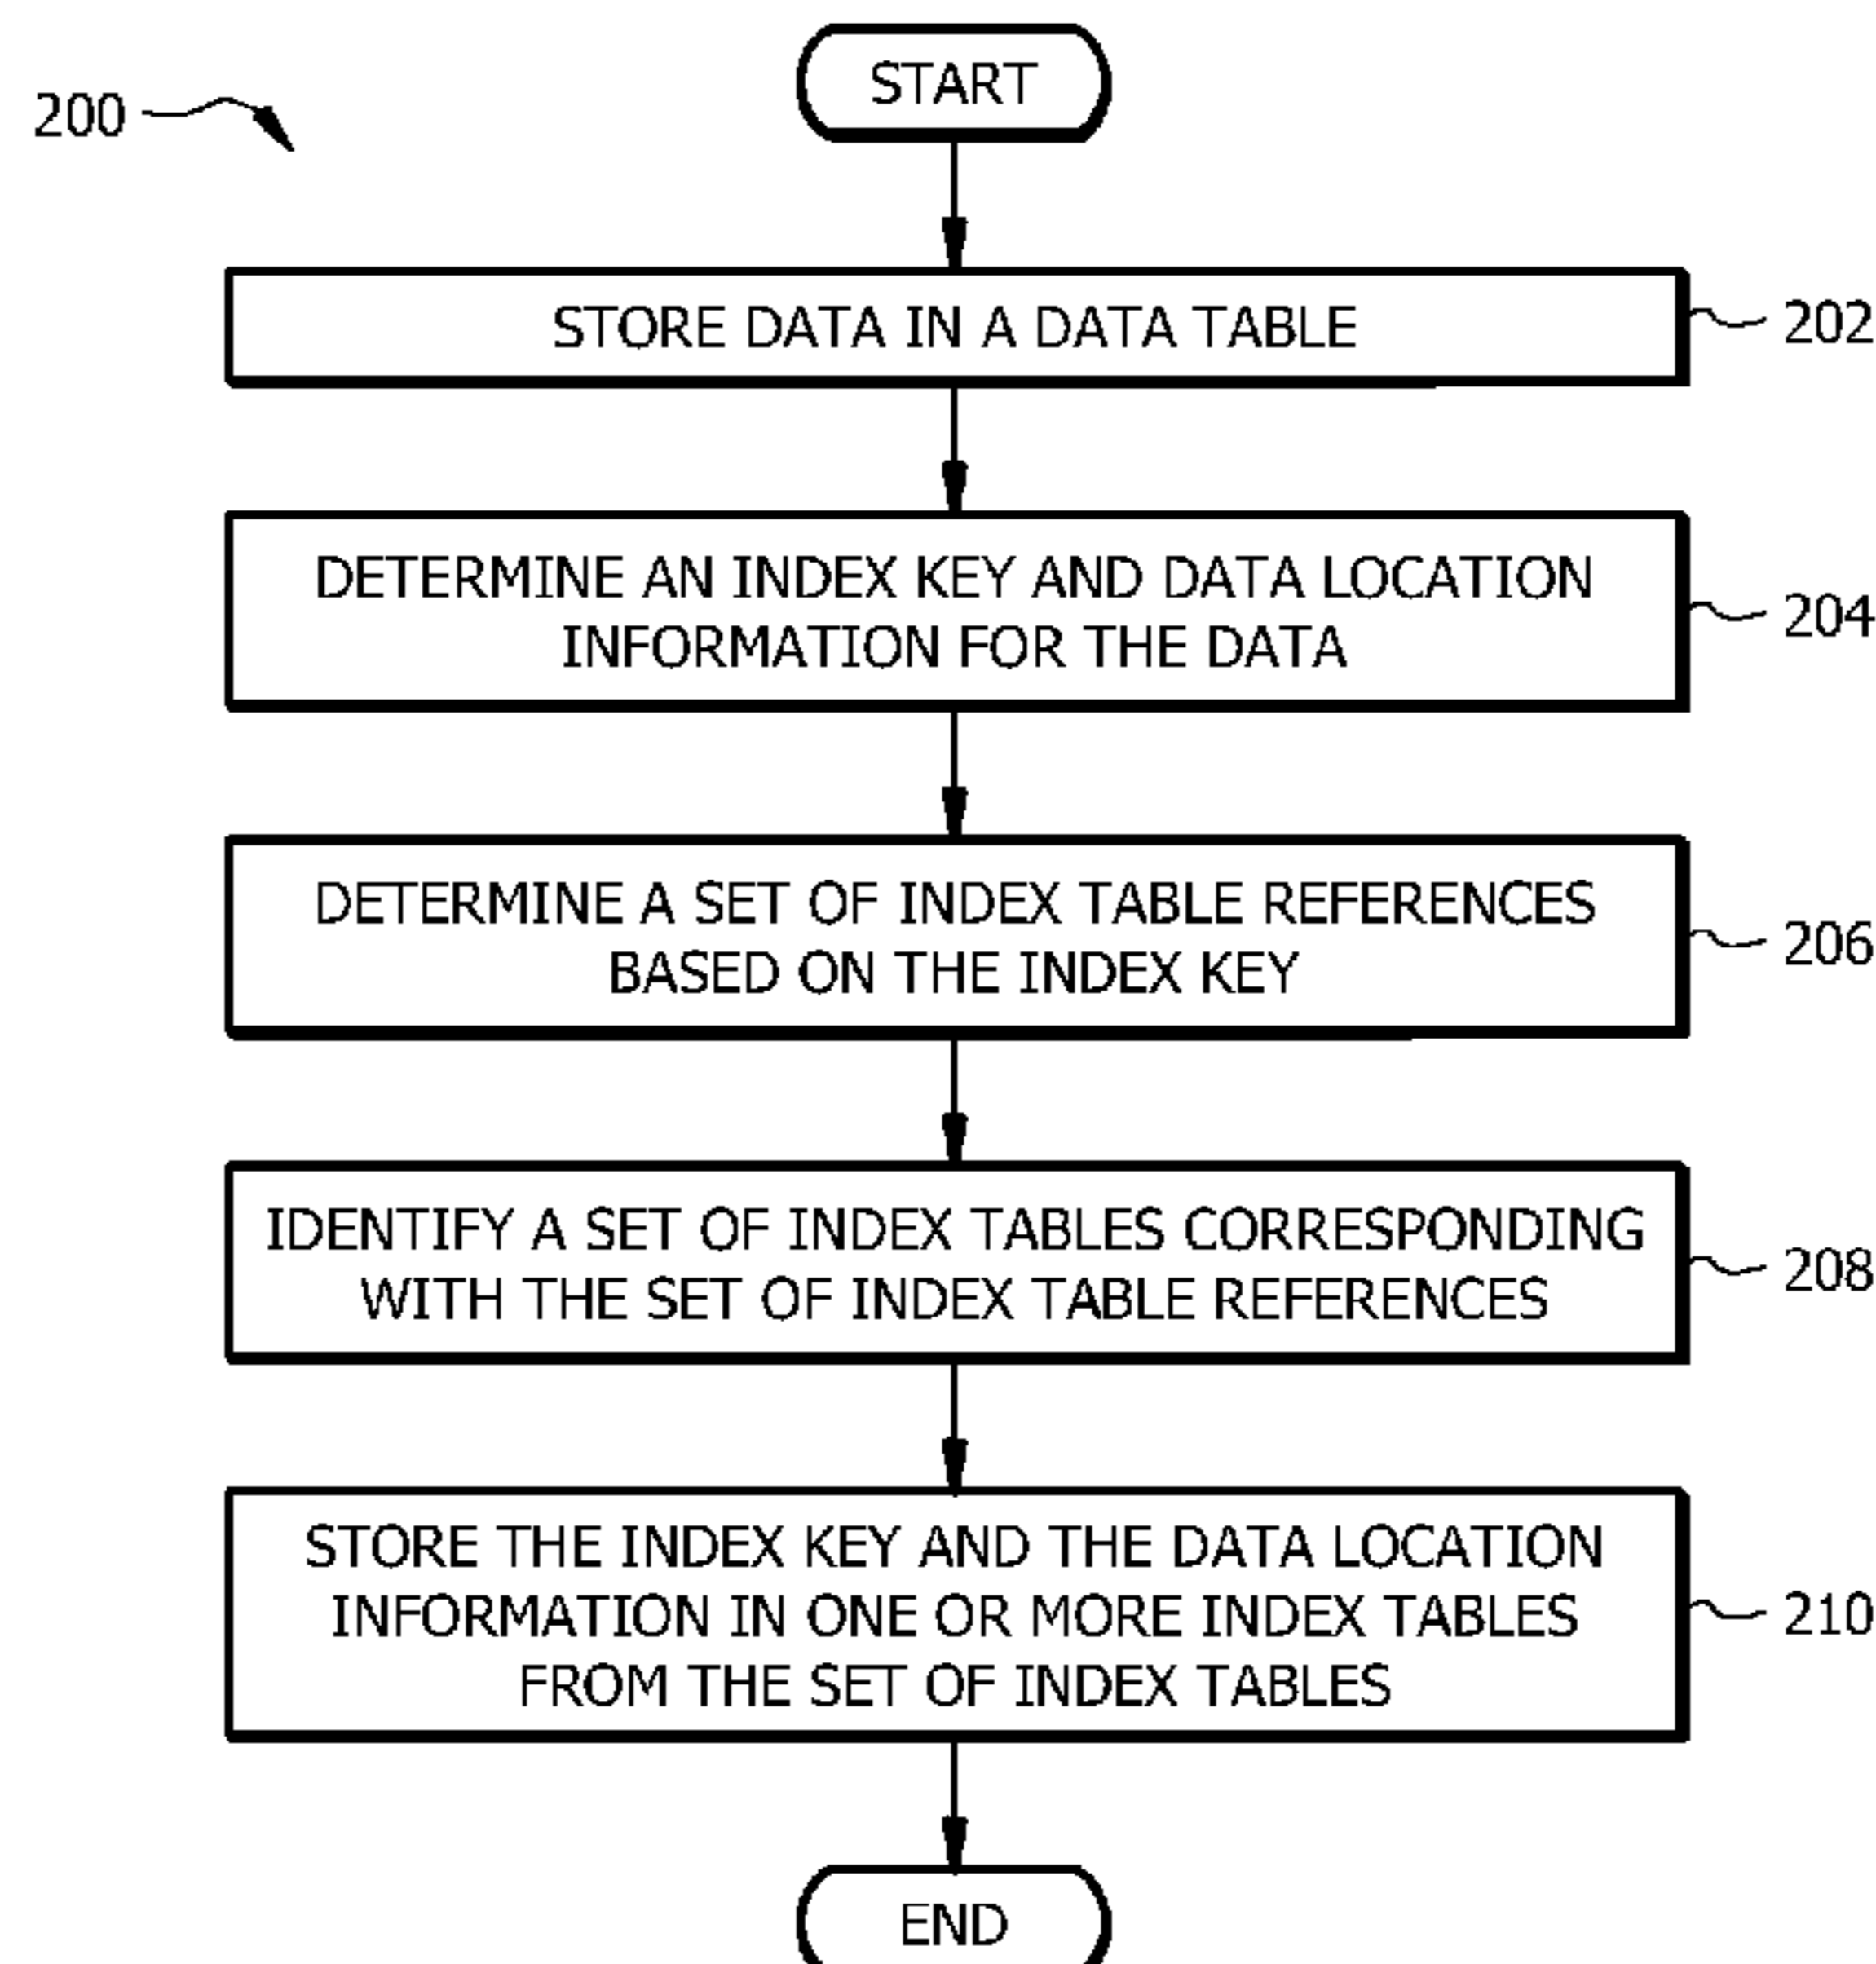 START
200
STORE DATA IN A DATA TABLE
202
DETERMINE AN INDEX KEY AND DATA LOCATION
INFORMATION FOR THE DATA
204
DETERMINE A SET OF INDEX TABLE REFERENCES
BASED ON THE INDEX KEY
206
IDENTIFY A SET OF INDEX TABLES CORRESPONDING
WITH THE SET OF INDEX TABLE REFERENCES
208
STORE THE INDEX KEY AND THE DATA LOCATION
INFORMATION IN ONE OR MORE INDEX TABLES
FROM THE SET OF INDEX TABLES
210
END